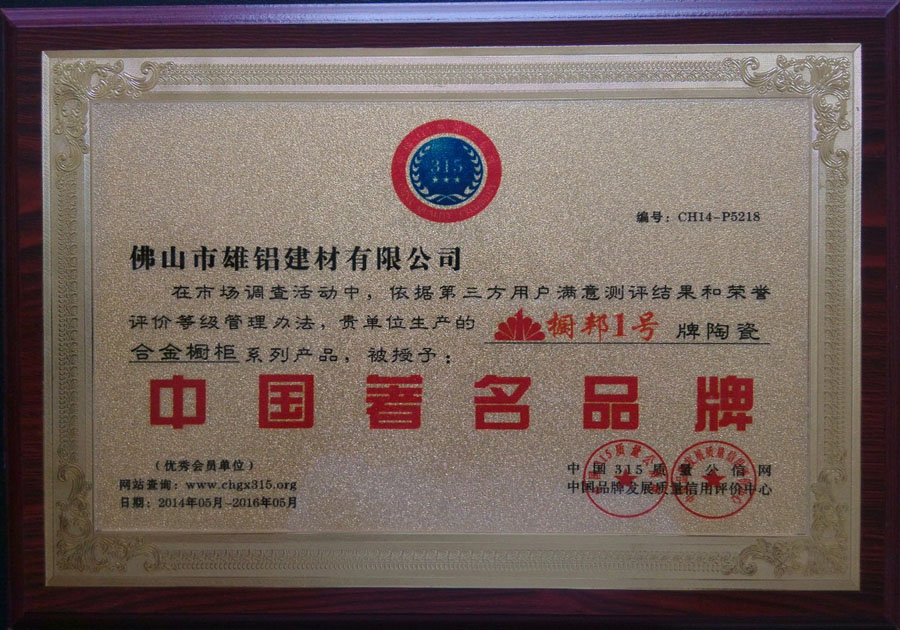 315
编号：CH14-P5218
佛山市雄铝建材有限公司
在市场调查活动中，依据第三方用户满意测评结果和荣誉
评价等级管理办法，贵单位生产的 橱邦1号 牌陶瓷
合金橱柜系列产品，被授予：
中国著名品牌
（优秀会员单位）
网站查询：www.chgx315.org
日期：2014年05月-2016年05月
中国315质量公信网
中国品牌发展质量信用评价中心